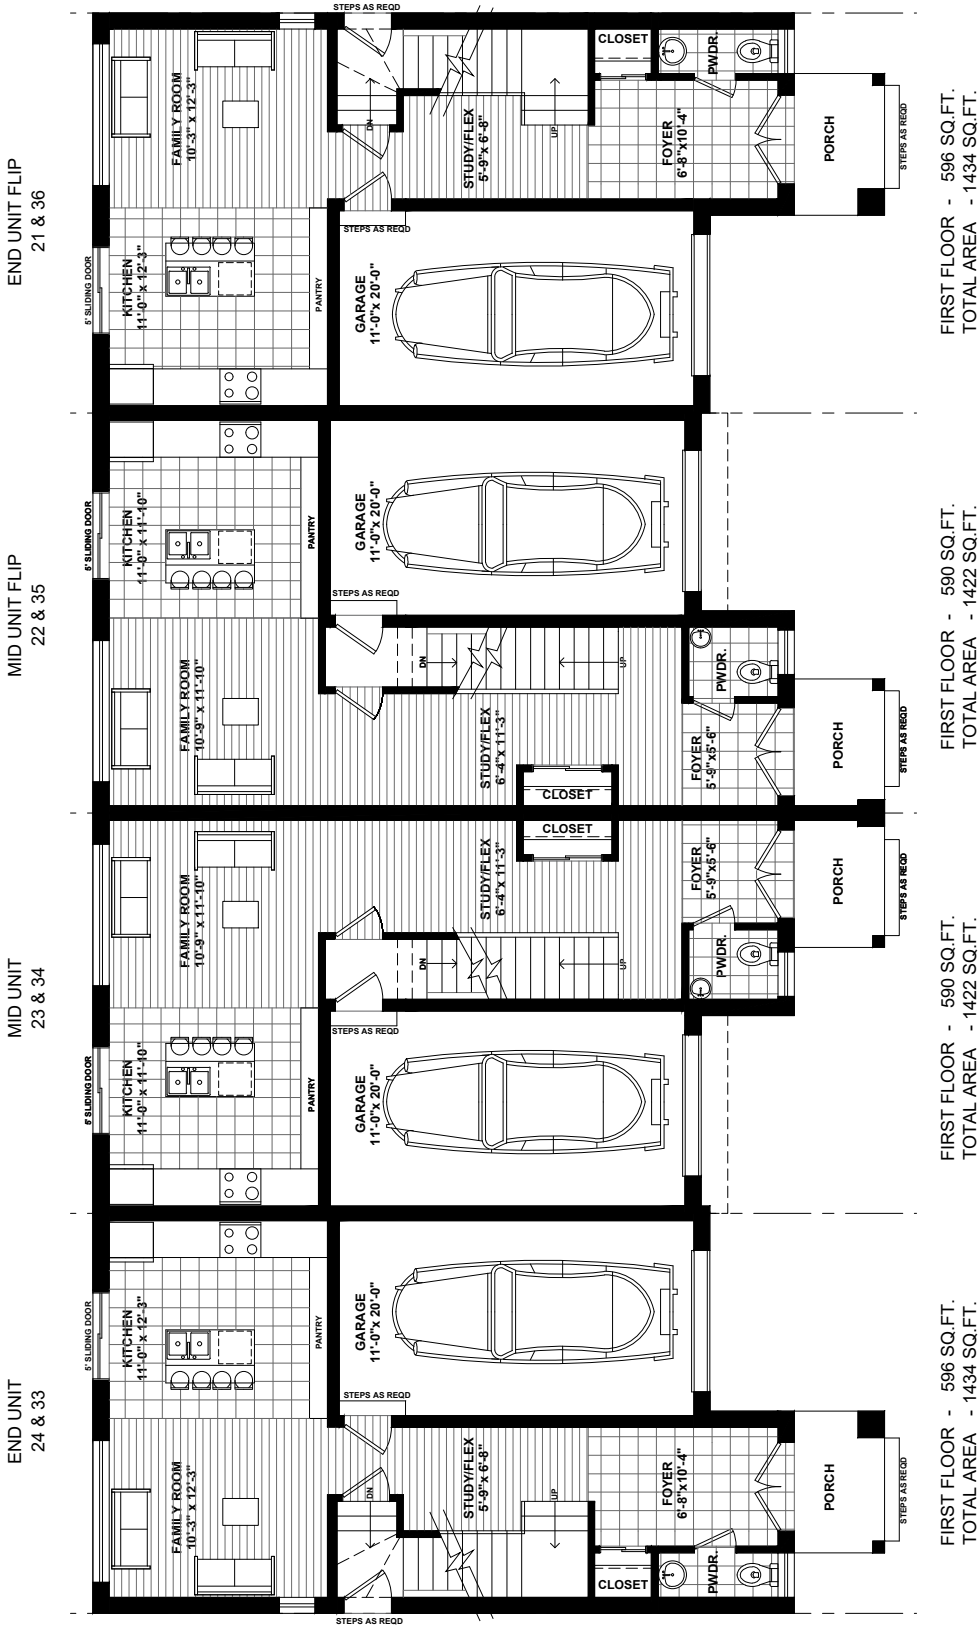 END UNIT
24 & 33
MID UNIT
23 & 34
MID UNIT FLIP
22 & 35
END UNIT FLIP
21 & 36
5' SLIDING DOOR
FAMILY ROOM
10'-3" x 12'-3"
KITCHEN
11'-0" x 12'-3"
PANTRY
STEPS AS REQD
STEPS AS REQD
DN
GARAGE
11'-0"x 20'-0"
STUDY/FLEX
5'-9"x 6'-8"
UP
CLOSET
FOYER
6'-8"x10'-4"
PWDR.
PORCH
STEPS AS REQD
FIRST FLOOR - 596 SQ.FT.
TOTAL AREA - 1434 SQ.FT.
5' SLIDING DOOR
KITCHEN
11'-0" x 11'-10"
FAMILY ROOM
10'-9" x 11'-10"
PANTRY
STEPS AS REQD
GARAGE
11'-0"x 20'-0"
DN
STUDY/FLEX
6'-4"x 11'-3"
CLOSET
UP
PWDR.
FOYER
5'-9"x5'-6"
PORCH
STEPS AS REQD
FIRST FLOOR - 590 SQ.FT.
TOTAL AREA - 1422 SQ.FT.
5' SLIDING DOOR
FAMILY ROOM
10'-9" x 11'-10"
KITCHEN
11'-0" x 11'-10"
PANTRY
STEPS AS REQD
GARAGE
11'-0"x 20'-0"
DN
STUDY/FLEX
6'-4"x 11'-3"
CLOSET
UP
FOYER
5'-9"x5'-6"
PWDR.
PORCH
STEPS AS REQD
FIRST FLOOR - 590 SQ.FT.
TOTAL AREA - 1422 SQ.FT.
5' SLIDING DOOR
KITCHEN
11'-0" x 12'-3"
FAMILY ROOM
10'-3" x 12'-3"
PANTRY
STEPS AS REQD
STEPS AS REQD
GARAGE
11'-0"x 20'-0"
DN
STUDY/FLEX
5'-9"x 6'-8"
UP
CLOSET
FOYER
6'-8"x10'-4"
PWDR.
PORCH
STEPS AS REQD
FIRST FLOOR - 596 SQ.FT.
TOTAL AREA - 1434 SQ.FT.